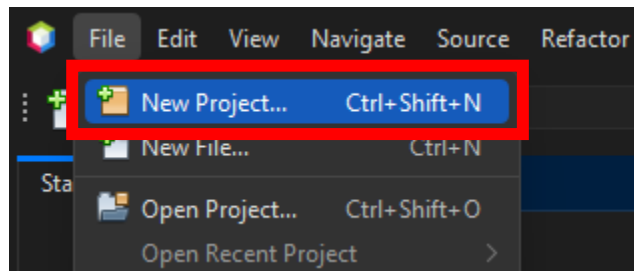 File Edit View Navigate Source Refactor
New Project... Ctrl+Shift+N
New File... Ctrl+N
Sta
Open Project... Ctrl+Shift+O
Open Recent Project >